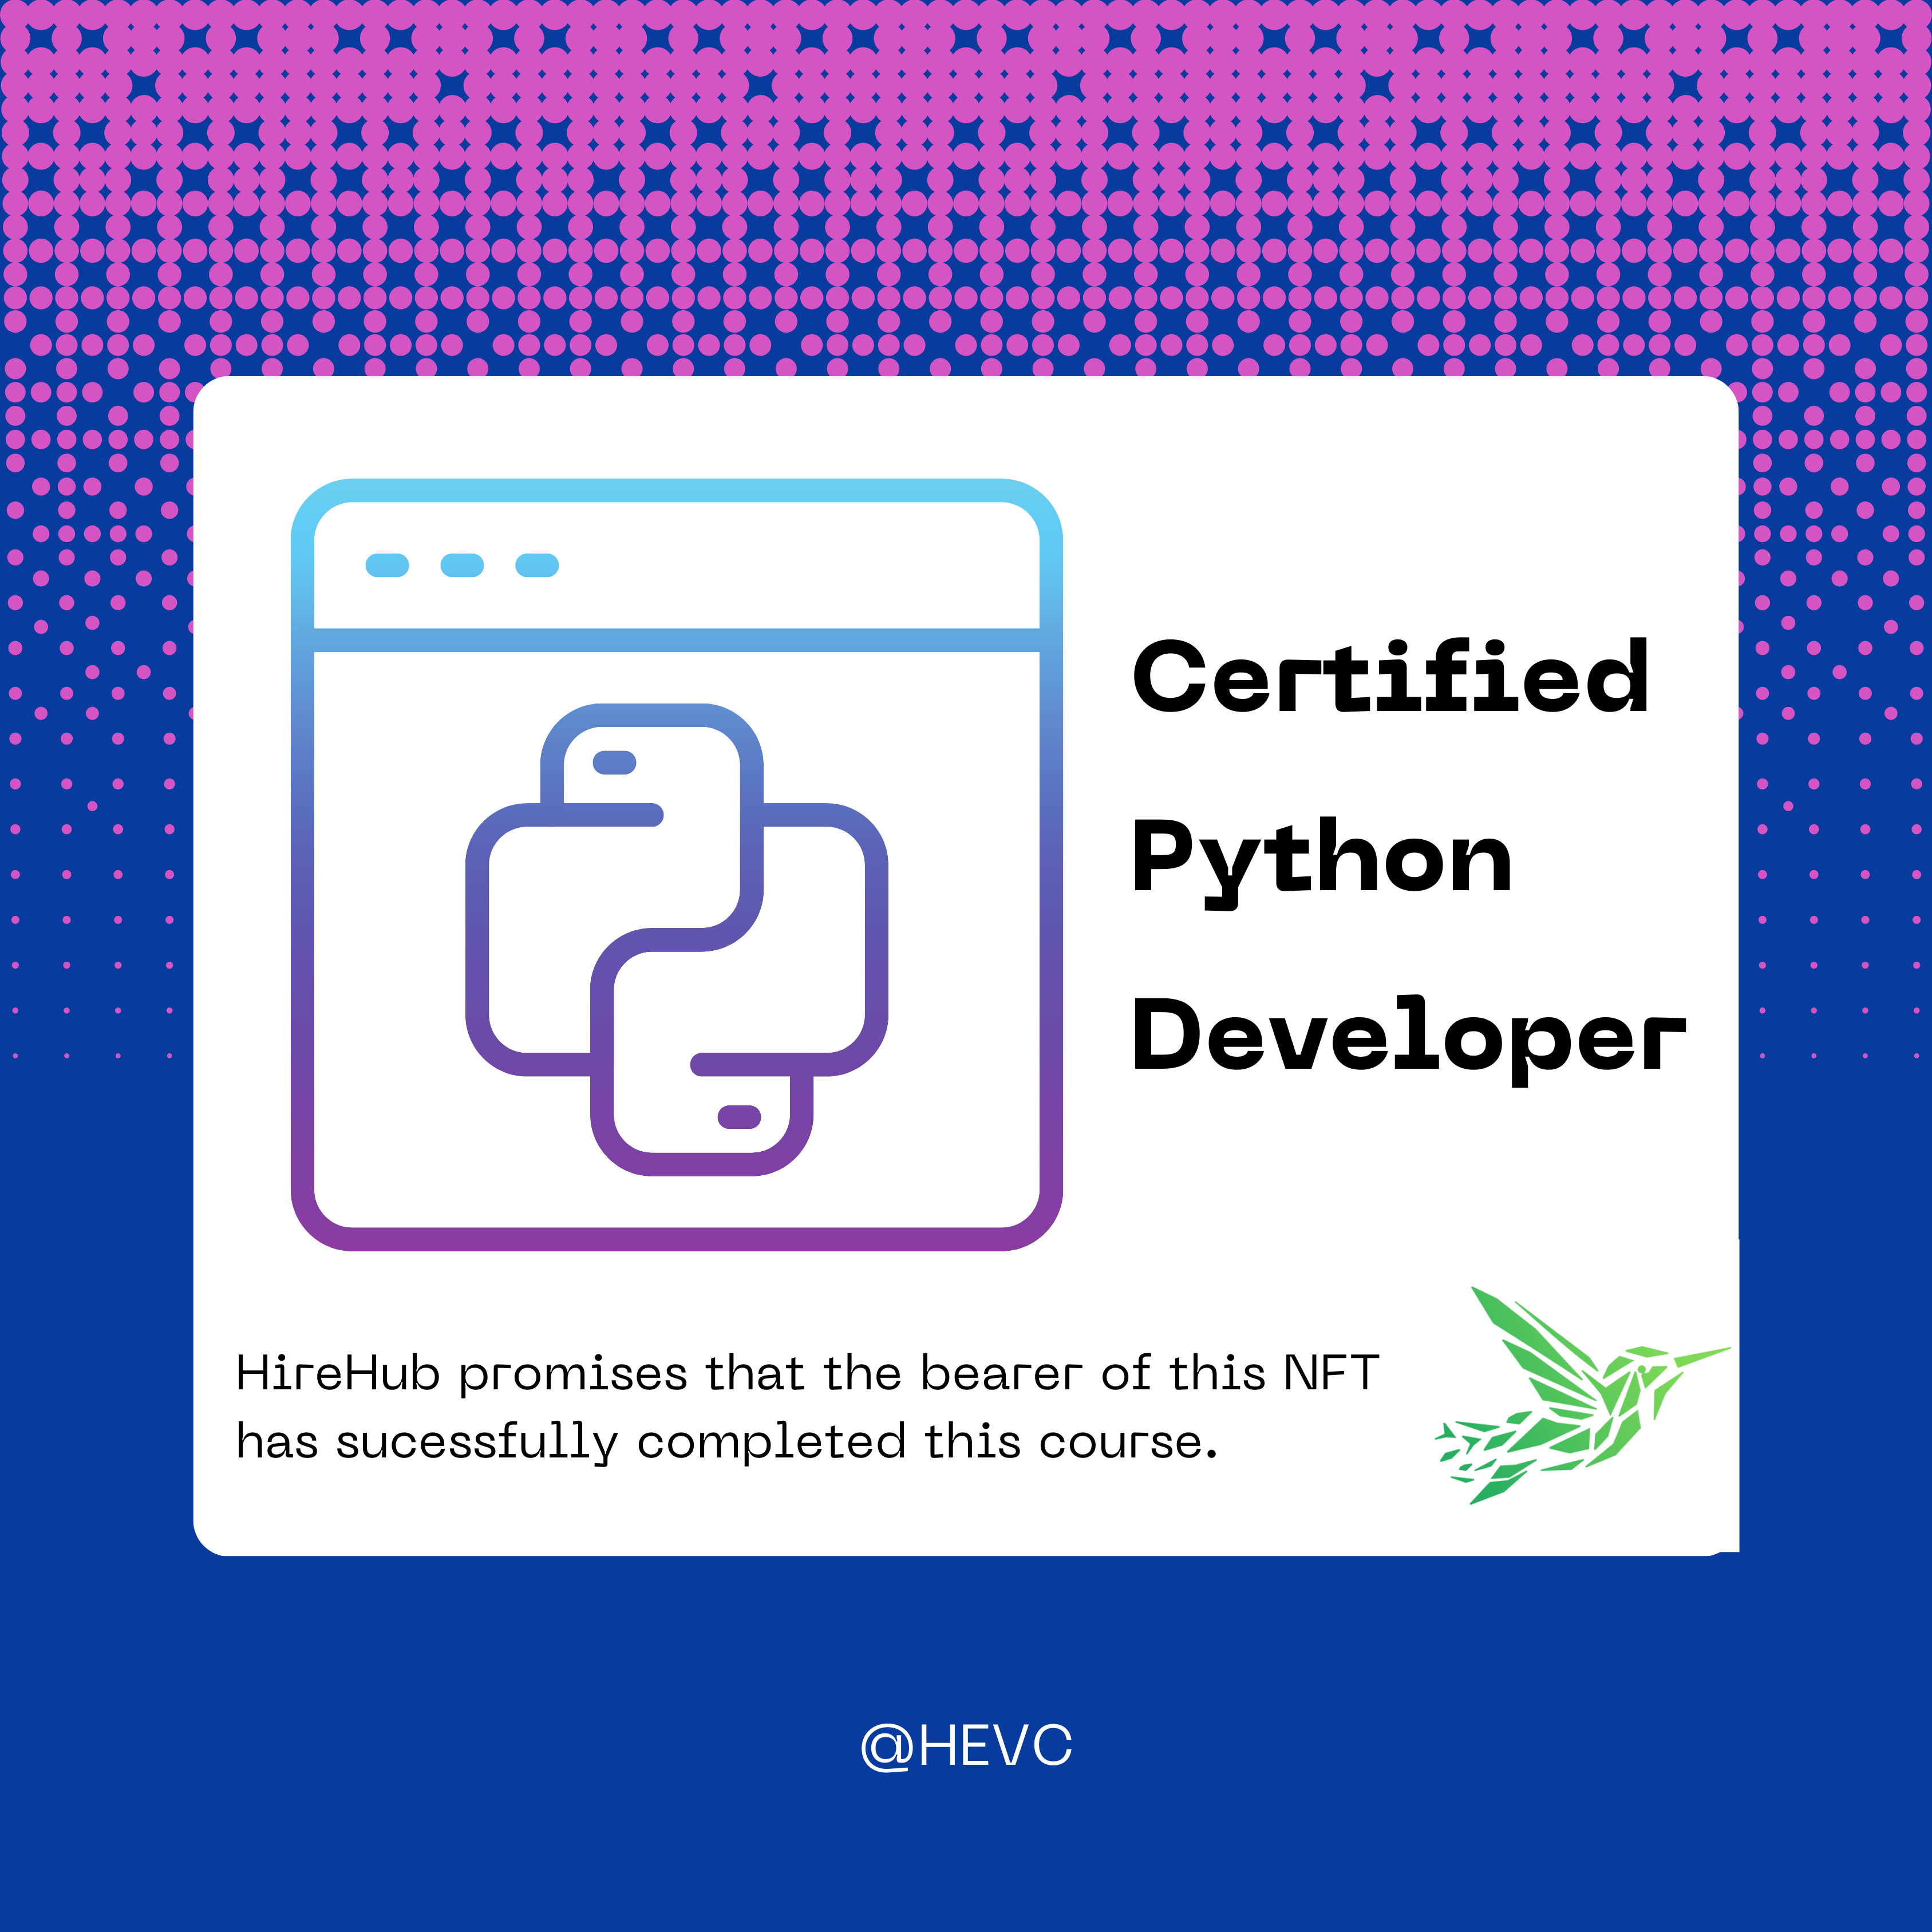 Certified
Python
Developer
HireHub promises that the bearer of this NFT
has sucessfully completed this course.
@HEVC